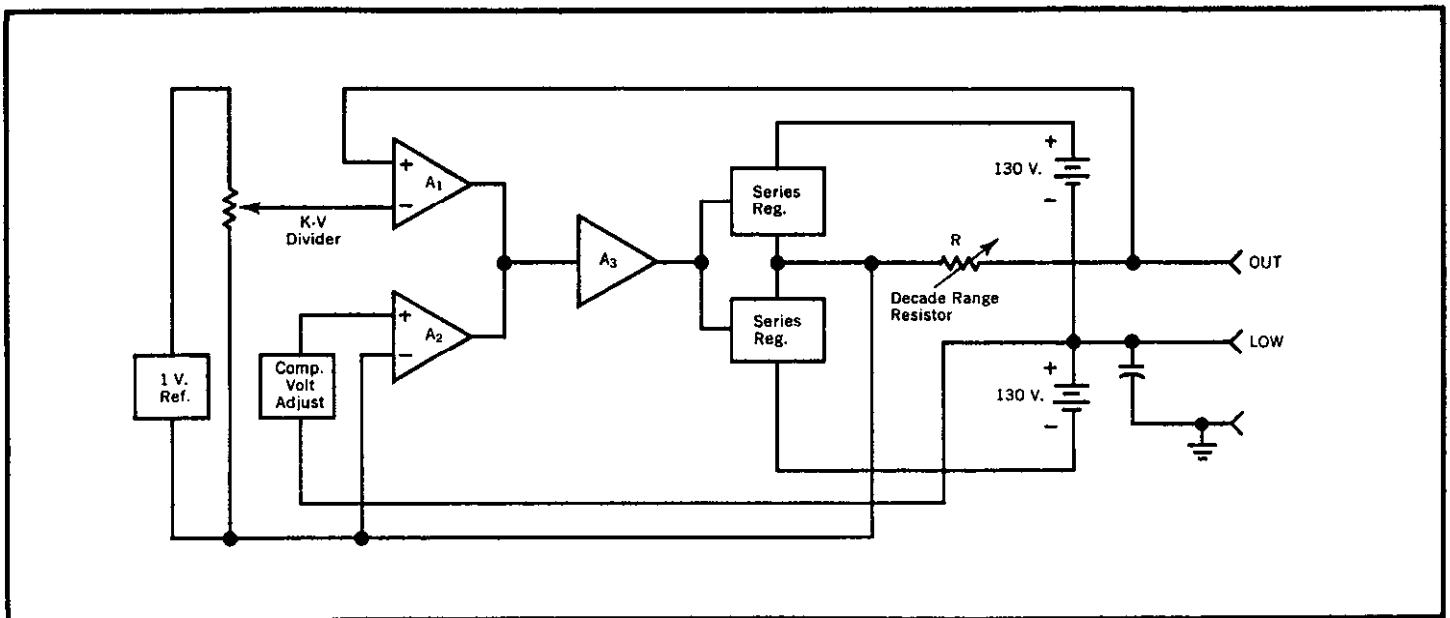 +
A1
-
K-V
Divider
+
A2
-
1 V.
Ref.
Comp.
Volt
Adjust
A3
Series
Reg.
Series
Reg.
R
Decade Range
Resistor
+
130 V.
-
+
130 V.
-
OUT
LOW